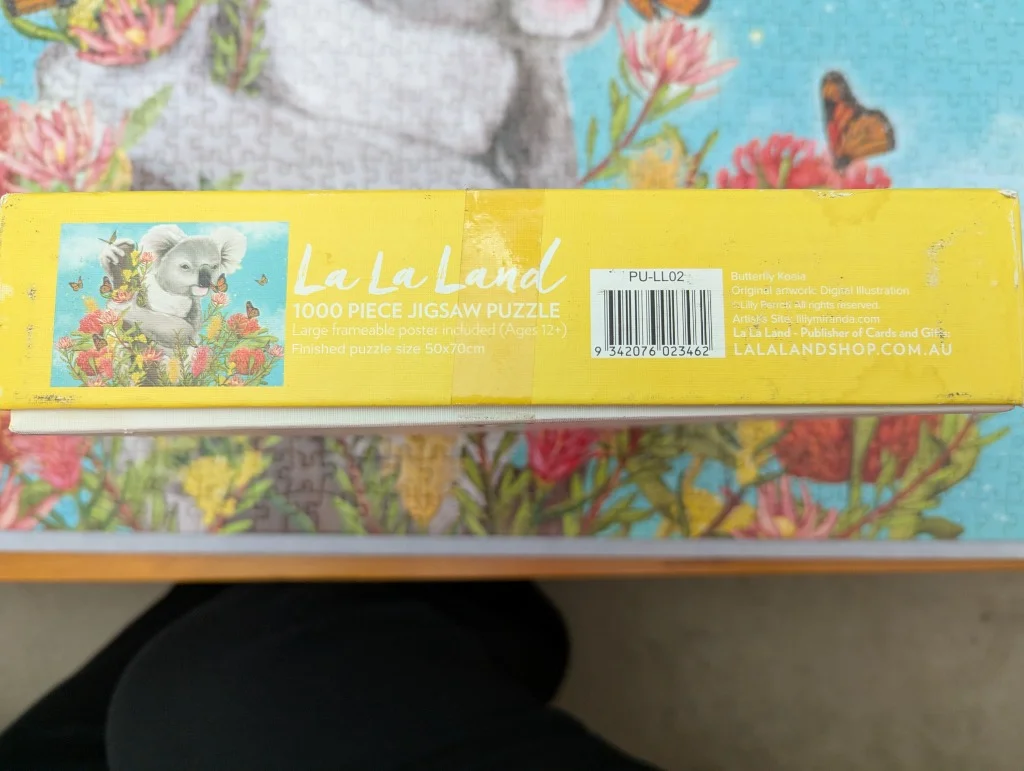 La La Land
1000 PIECE JIGSAW PUZZLE
Large frameable poster included (Ages 12+)
Finished puzzle size 50x70cm
PU-LL02
9 342076 023462
Butterfly Koala
Original artwork: Digital Illustration
©Lilly Perrott All rights reserved.
Artists Site: lillymiranda.com
La La Land - Publisher of Cards and Gifts
LALALANDSHOP.COM.AU